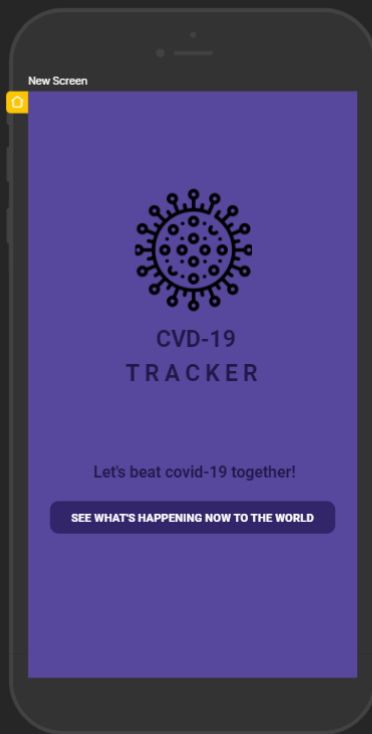 New Screen
CVD-19
TRACKER
Let's beat covid-19 together!
SEE WHAT'S HAPPENING NOW TO THE WORLD